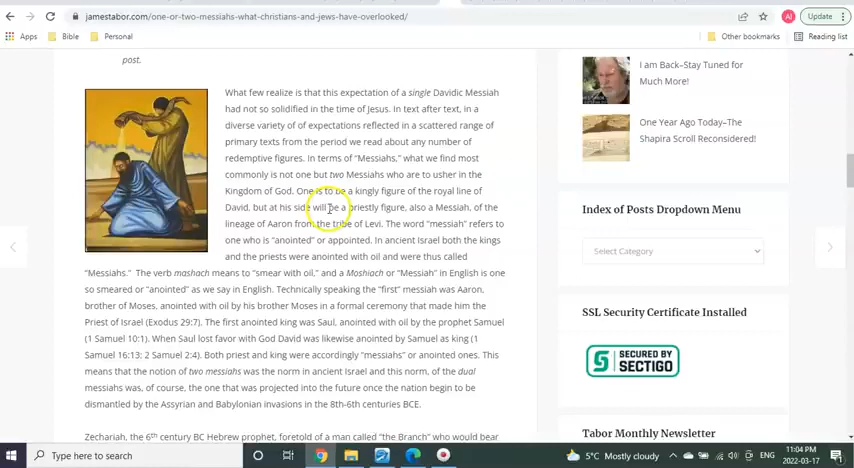 jamestabor.com/one-or-two-messiahs-what-christians-and-jews-have-overlooked/
AI
Update
Apps
Bible
Personal
Other bookmarks
Reading list
post.
What few realize is that this expectation of a single Davidic Messiah
had not so solidified in the time of Jesus. In text after text, in a
diverse variety of of expectations reflected in a scattered range of
primary texts from the period we read about any number of
redemptive figures. In terms of “Messiahs,” what we find most
commonly is not one but two Messiahs who are to usher in the
Kingdom of God. One is to be a kingly figure of the royal line of
David, but at his side will be a priestly figure, also a Messiah, of the
lineage of Aaron from the tribe of Levi. The word “messiah” refers to
one who is “anointed” or appointed. In ancient Israel both the kings
and the priests were anointed with oil and were thus called
“Messiahs.” The verb mashach means to “smear with oil,” and a Moshiach or “Messiah” in English is one
so smeared or “anointed” as we say in English. Technically speaking the “first” messiah was Aaron,
brother of Moses, anointed with oil by his brother Moses in a formal ceremony that made him the
Priest of Israel (Exodus 29:7). The first anointed king was Saul, anointed with oil by the prophet Samuel
(1 Samuel 10:1). When Saul lost favor with God David was likewise anointed by Samuel as king (1
Samuel 16:13; 2 Samuel 2:4). Both priest and king were accordingly “messiahs” or anointed ones. This
means that the notion of two messiahs was the norm in ancient Israel and this norm, of the dual
messiahs was, of course, the one that was projected into the future once the nation begin to be
dismantled by the Assyrian and Babylonian invasions in the 8th-6th centuries BCE.
Zechariah, the 6th century BC Hebrew prophet, foretold of a man called “the Branch” who would bear
I am Back–Stay Tuned for
Much More!
One Year Ago Today–The
Shapira Scroll Reconsidered!
Index of Posts Dropdown Menu
Select Category
SSL Security Certificate Installed
SECURED BY
SECTIGO
Tabor Monthly Newsletter
Type here to search
5°C Mostly cloudy
ENG
11:04 PM
2022-03-17